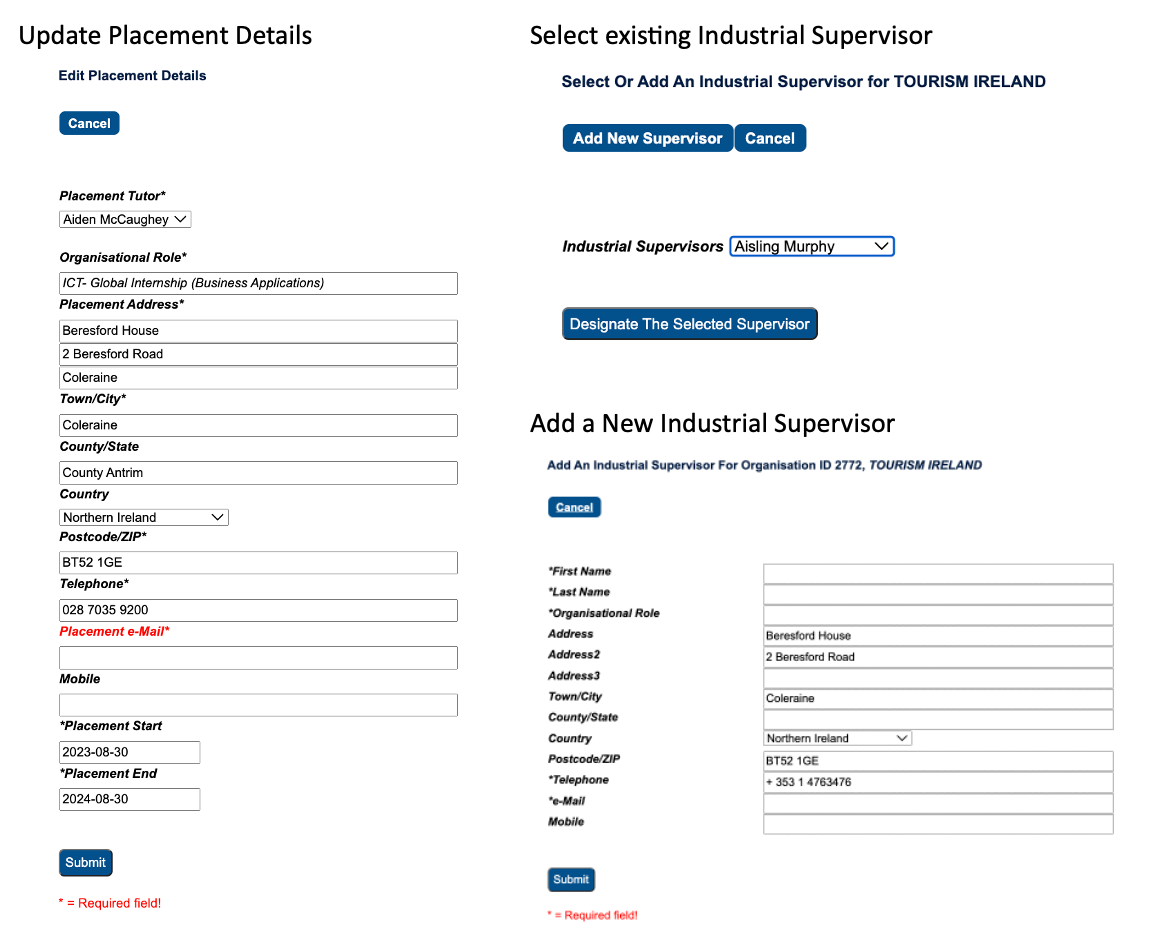 Update Placement Details
Edit Placement Details
Cancel
Placement Tutor*
Aiden McCaughey
Organisational Role*
ICT- Global Internship (Business Applications)
Placement Address*
Beresford House
2 Beresford Road
Coleraine
Town/City*
Coleraine
County/State
County Antrim
Country
Northern Ireland
Postcode/ZIP*
BT52 1GE
Telephone*
028 7035 9200
Placement e-Mail*
Mobile
*Placement Start
2023-08-30
*Placement End
2024-08-30
Submit
* = Required field!
Select existing Industrial Supervisor
Select Or Add An Industrial Supervisor for TOURISM IRELAND
Add New Supervisor Cancel
Industrial Supervisors Aisling Murphy
Designate The Selected Supervisor
Add a New Industrial Supervisor
Add An Industrial Supervisor For Organisation ID 2772, TOURISM IRELAND
Cancel
*First Name
*Last Name
*Organisational Role
Address Beresford House
Address2 2 Beresford Road
Address3
Town/City Coleraine
County/State
Country Northern Ireland
Postcode/ZIP BT52 1GE
*Telephone + 353 1 4763476
*e-Mail
Mobile
Submit
* = Required field!